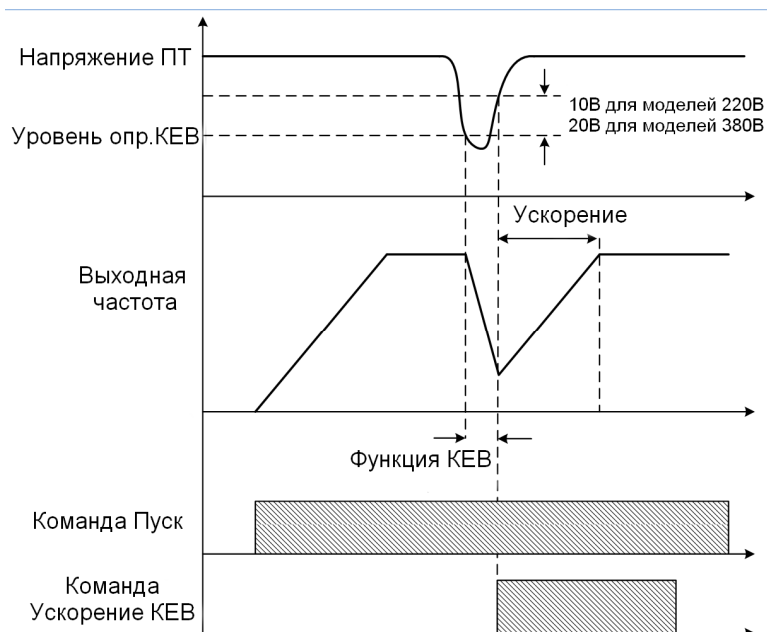 Напряжение ПТ
10В для моделей 220В
20В для моделей 380В
Уровень опр.КЕВ
Ускорение
Выходная
частота
Функция КЕВ
Команда Пуск
Команда
Ускорение КЕВ